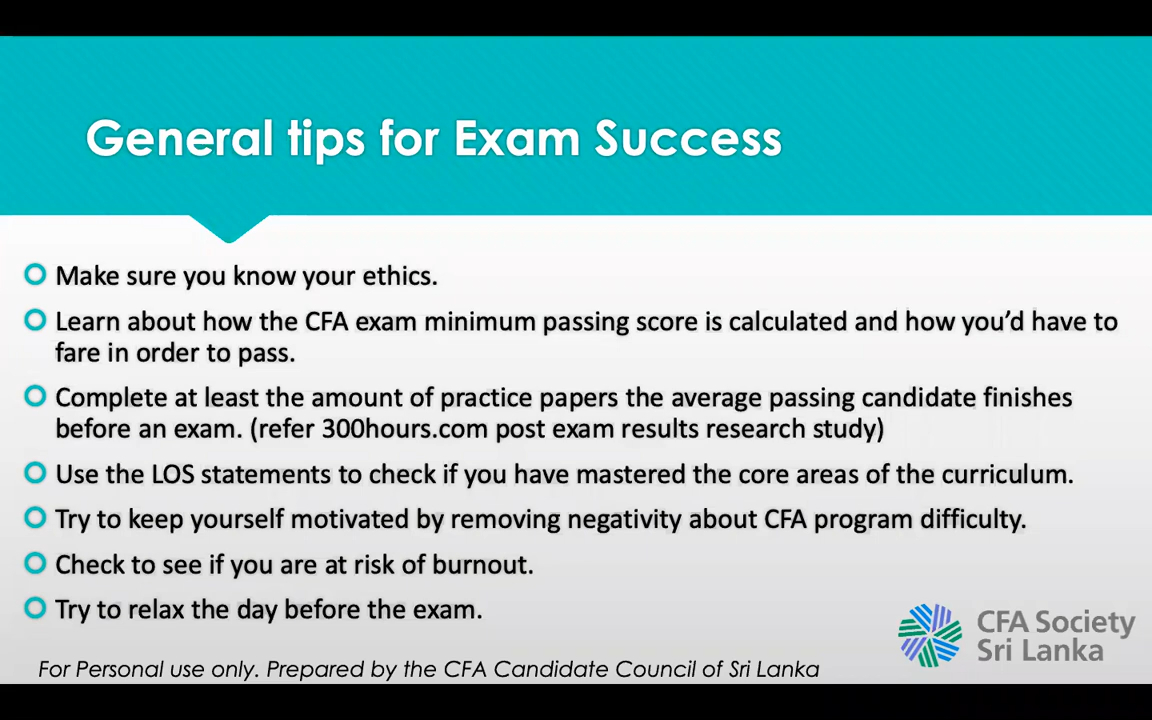 General tips for Exam Success
Make sure you know your ethics.
Learn about how the CFA exam minimum passing score is calculated and how you’d have to
fare in order to pass.
Complete at least the amount of practice papers the average passing candidate finishes
before an exam. (refer 300hours.com post exam results research study)
Use the LOS statements to check if you have mastered the core areas of the curriculum.
Try to keep yourself motivated by removing negativity about CFA program difficulty.
Check to see if you are at risk of burnout.
Try to relax the day before the exam.
CFA Society
Sri Lanka
For Personal use only. Prepared by the CFA Candidate Council of Sri Lanka